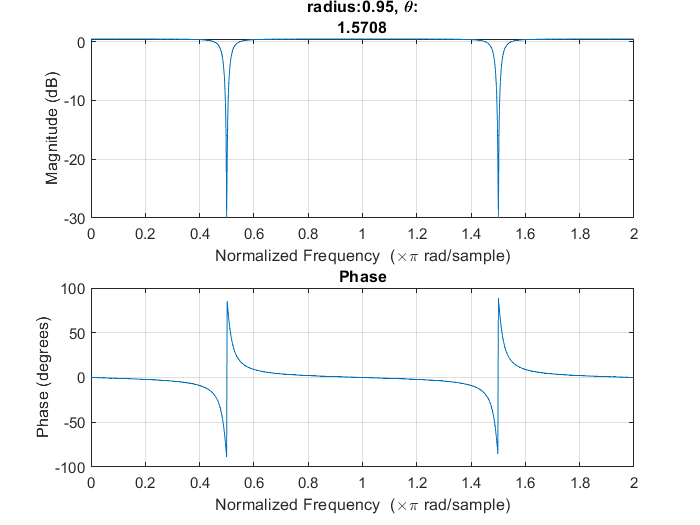 radius:0.95, θ:
1.5708
0
-10
-20
-30
Magnitude (dB)
0 0.2 0.4 0.6 0.8 1 1.2 1.4 1.6 1.8 2
Normalized Frequency (×π rad/sample)
Phase
100
50
0
-50
-100
Phase (degrees)
0 0.2 0.4 0.6 0.8 1 1.2 1.4 1.6 1.8 2
Normalized Frequency (×π rad/sample)